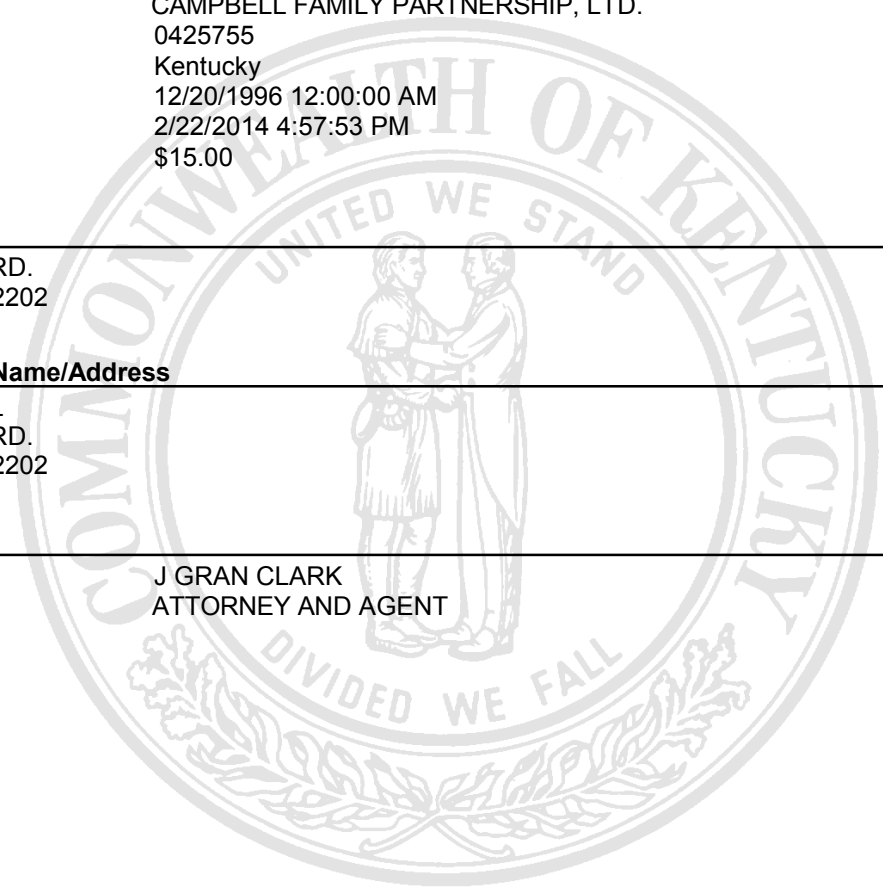 CAMPBELL FAMILY PARTNERSHIP, LTD.
0425755
Kentucky
12/20/1996 12:00:00 AM
2/22/2014 4:57:53 PM
$15.00
RD.
2202
Name/Address
RD.
2202
J GRAN CLARK
ATTORNEY AND AGENT
COMMONWEALTH OF KENTUCKY
UNITED WE STAND
DIVIDED WE FALL